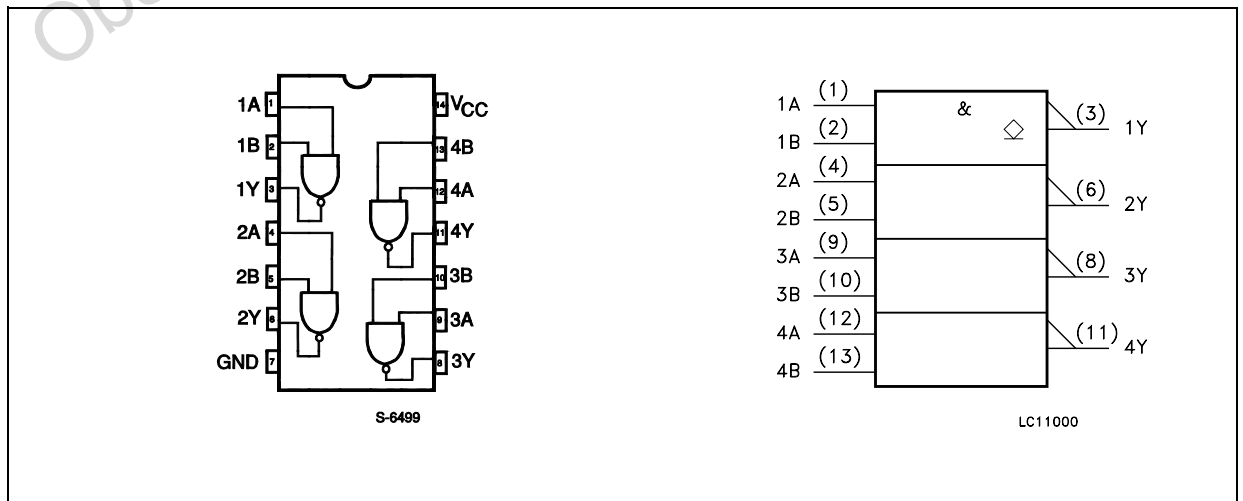 Obs
1A 1 14 VCC
1B 2 13 4B
1Y 3 12 4A
2A 4 11 4Y
2B 5 10 3B
2Y 6 9 3A
GND 7 8 3Y
S-6499
1A (1)
1B (2)
2A (4)
2B (5)
3A (9)
3B (10)
4A (12)
4B (13)
&
(3) 1Y
(6) 2Y
(8) 3Y
(11) 4Y
LC11000